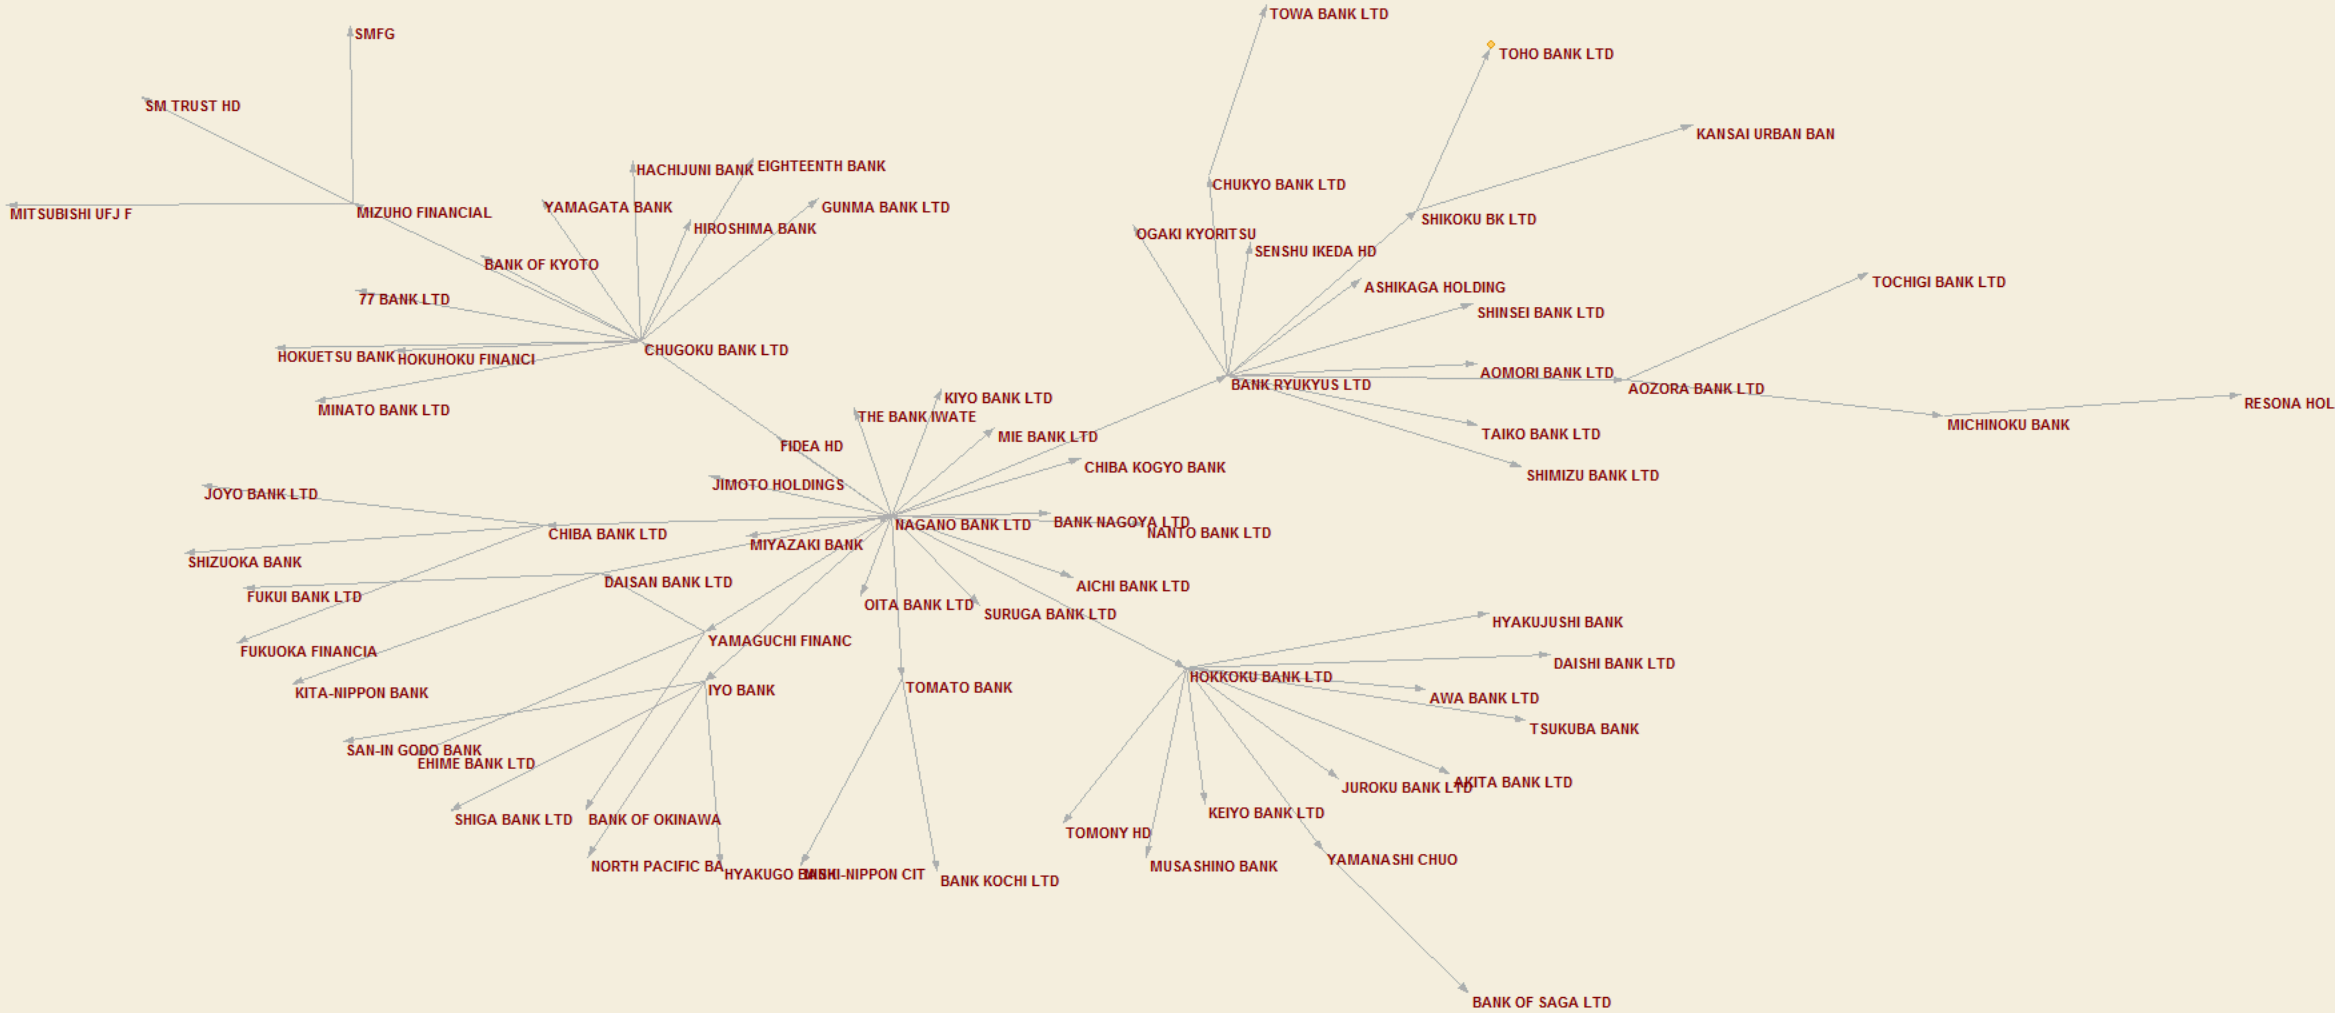 TOWA BANK LTD
SMFG
TOHO BANK LTD
SM TRUST HD
KANSAI URBAN BAN
EIGHTEENTH BANK
HACHIJUNI BANK
CHUKYO BANK LTD
YAMAGATA BANK
GUNMA BANK LTD
MITSUBISHI UFJ F
MIZUHO FINANCIAL
SHIKOKU BK LTD
HIROSHIMA BANK
OGAKI KYORITSU
SENSHU IKEDA HD
BANK OF KYOTO
TOCHIGI BANK LTD
ASHIKAGA HOLDING
77 BANK LTD
SHINSEI BANK LTD
CHUGOKU BANK LTD
HOKUETSU BANK
HOKUHOKU FINANCI
AOMORI BANK LTD
BANK RYUKYUS LTD
AOZORA BANK LTD
KIYO BANK LTD
RESONA HOL
MINATO BANK LTD
THE BANK IWATE
MICHINOKU BANK
TAIKO BANK LTD
MIE BANK LTD
FIDEA HD
CHIBA KOGYO BANK
SHIMIZU BANK LTD
JIMOTO HOLDINGS
JOYO BANK LTD
BANK NAGOYA LTD
NAGANO BANK LTD
NANTO BANK LTD
CHIBA BANK LTD
MIYAZAKI BANK
SHIZUOKA BANK
DAISAN BANK LTD
AICHI BANK LTD
FUKUI BANK LTD
OITA BANK LTD
SURUGA BANK LTD
HYAKUJUSHI BANK
YAMAGUCHI FINANC
FUKUOKA FINANCIA
DAISHI BANK LTD
HOKKOKU BANK LTD
TOMATO BANK
IYO BANK
KITA-NIPPON BANK
AWA BANK LTD
TSUKUBA BANK
SAN-IN GODO BANK
EHIME BANK LTD
AKITA BANK LTD
JUROKU BANK LTD
KEIYO BANK LTD
SHIGA BANK LTD
BANK OF OKINAWA
TOMONY HD
YAMANASHI CHUO
NORTH PACIFIC BA
MUSASHINO BANK
HYAKUGO BANK
NISHI-NIPPON CIT
BANK KOCHI LTD
BANK OF SAGA LTD